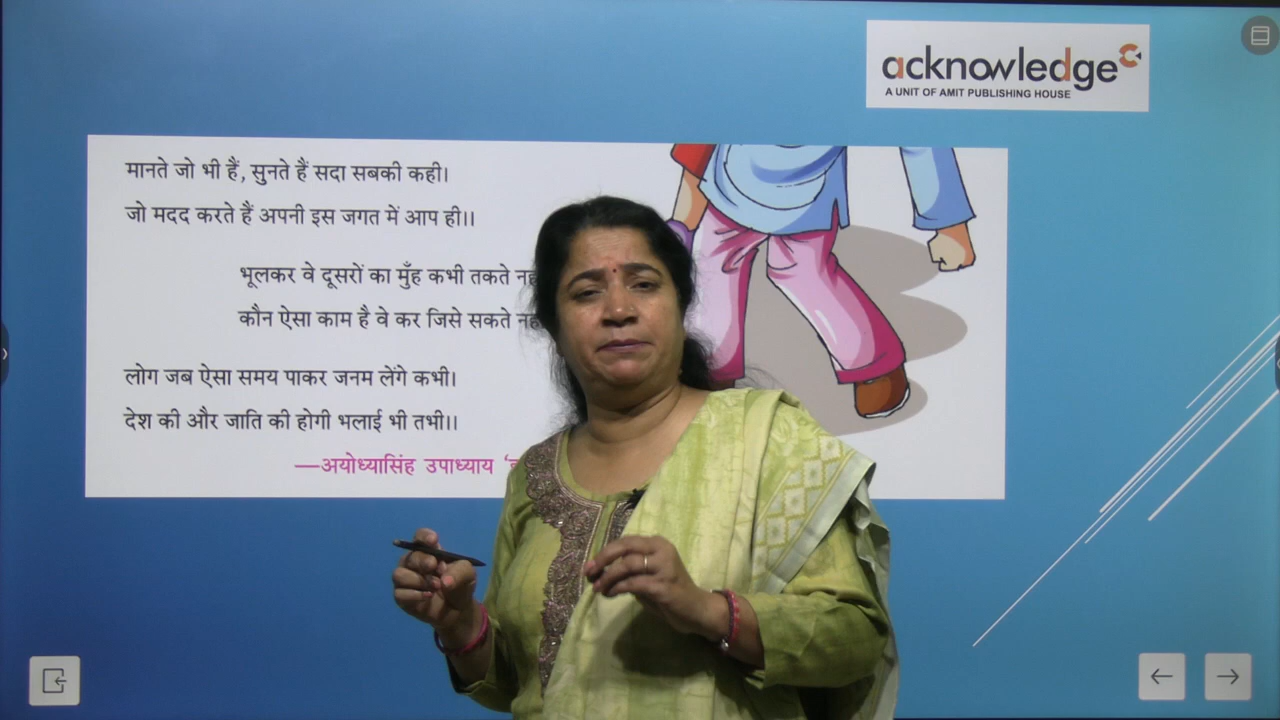 acknowledge
A UNIT OF AMIT PUBLISHING HOUSE
मानते जो भी हैं, सुनते हैं सदा सबकी कही।
जो मदद करते हैं अपनी इस जगत में आप ही।।
भूलकर वे दूसरों का मुँह कभी तकते
कौन ऐसा काम है वे कर जिसे सकते
लोग जब ऐसा समय पाकर जनम लेंगे कभी।
देश की और जाति की होगी भलाई भी तभी।।
—अयोध्यासिंह उपाध्याय